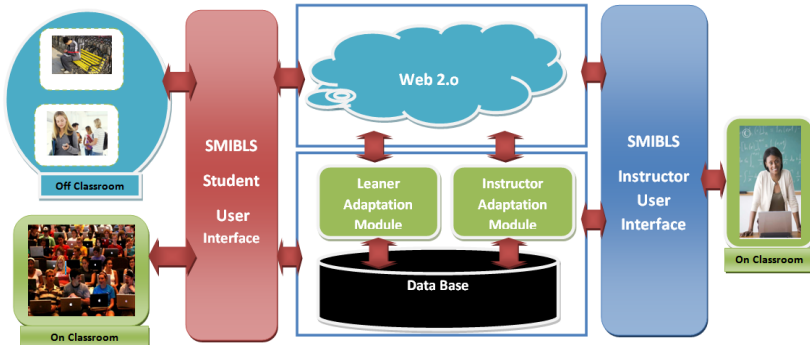 Off Classroom
On Classroom
SMIBLS
Student
User
Interface
Web 2.o
Leaner
Adaptation
Module
Instructor
Adaptation
Module
Data Base
SMIBLS
Instructor
User
Interface
On Classroom